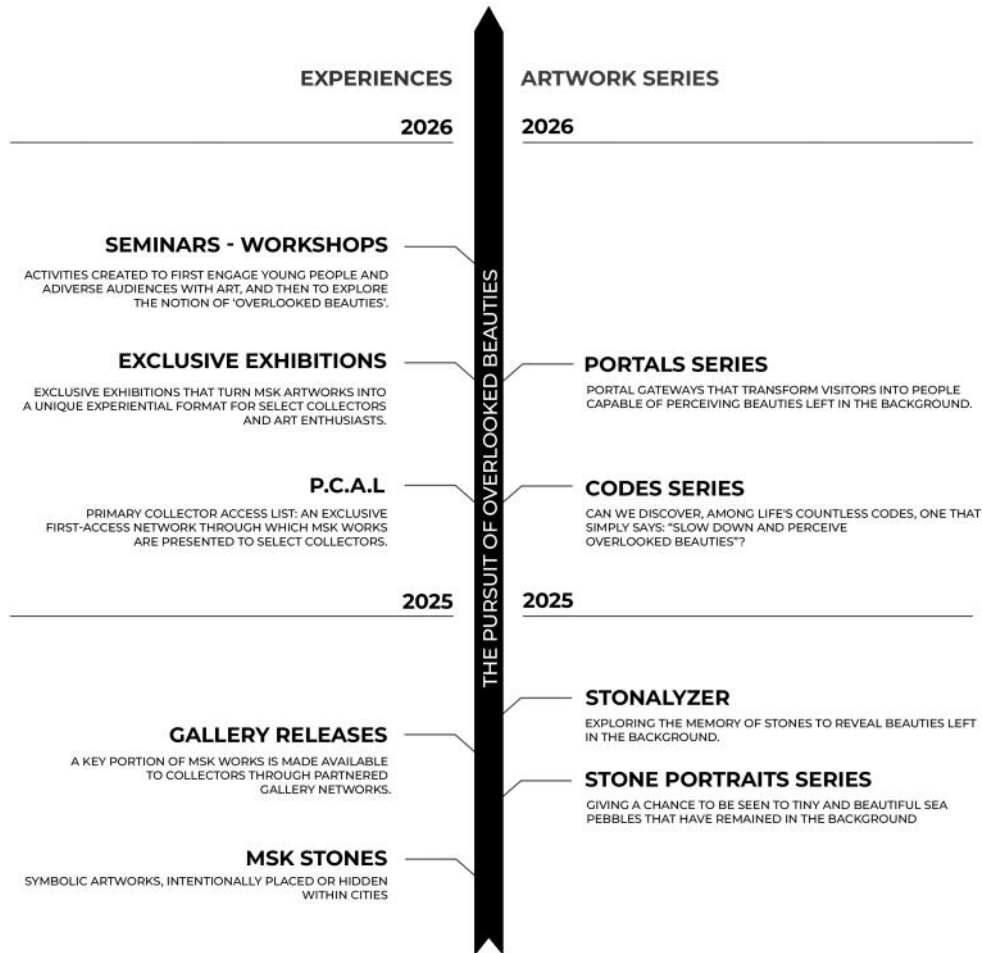 EXPERIENCES
ARTWORK SERIES
2026
2026
SEMINARS - WORKSHOPS
ACTIVITIES CREATED TO FIRST ENGAGE YOUNG PEOPLE AND
ADIVERSE AUDIENCES WITH ART, AND THEN TO EXPLORE
THE NOTION OF ‘OVERLOOKED BEAUTIES’.
EXCLUSIVE EXHIBITIONS
EXCLUSIVE EXHIBITIONS THAT TURN MSK ARTWORKS INTO
A UNIQUE EXPERIENTIAL FORMAT FOR SELECT COLLECTORS
AND ART ENTHUSIASTS.
PORTALS SERIES
PORTAL GATEWAYS THAT TRANSFORM VISITORS INTO PEOPLE
CAPABLE OF PERCEIVING BEAUTIES LEFT IN THE BACKGROUND.
P.C.A.L
PRIMARY COLLECTOR ACCESS LIST: AN EXCLUSIVE
FIRST-ACCESS NETWORK THROUGH WHICH MSK WORKS
ARE PRESENTED TO SELECT COLLECTORS.
CODES SERIES
CAN WE DISCOVER, AMONG LIFE'S COUNTLESS CODES, ONE THAT
SIMPLY SAYS: “SLOW DOWN AND PERCEIVE
OVERLOOKED BEAUTIES”?
THE PURSUIT OF OVERLOOKED BEAUTIES
2025
2025
GALLERY RELEASES
A KEY PORTION OF MSK WORKS IS MADE AVAILABLE
TO COLLECTORS THROUGH PARTNERED
GALLERY NETWORKS.
STONALYZER
EXPLORING THE MEMORY OF STONES TO REVEAL BEAUTIES LEFT
IN THE BACKGROUND.
STONE PORTRAITS SERIES
GIVING A CHANCE TO BE SEEN TO TINY AND BEAUTIFUL SEA
PEBBLES THAT HAVE REMAINED IN THE BACKGROUND
MSK STONES
SYMBOLIC ARTWORKS, INTENTIONALLY PLACED OR HIDDEN
WITHIN CITIES